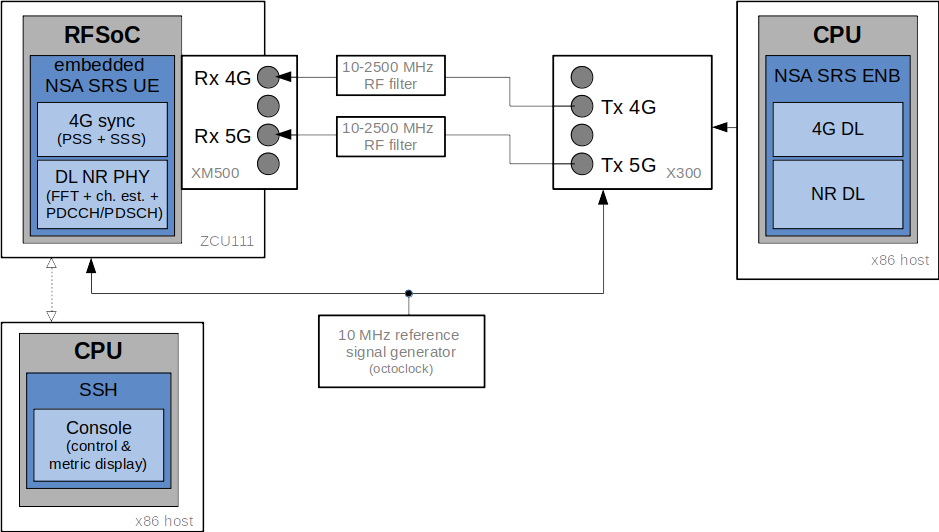 RFSoC
embedded
NSA SRS UE
4G sync
(PSS + SSS)
DL NR PHY
(FFT + ch. est. +
PDCCH/PDSCH)
ZCU111
Rx 4G
Rx 5G
XM500
10-2500 MHz
RF filter
10-2500 MHz
RF filter
Tx 4G
Tx 5G
X300
CPU
NSA SRS ENB
4G DL
NR DL
x86 host
10 MHz reference
signal generator
(octoclock)
CPU
SSH
Console
(control &
metric display)
x86 host